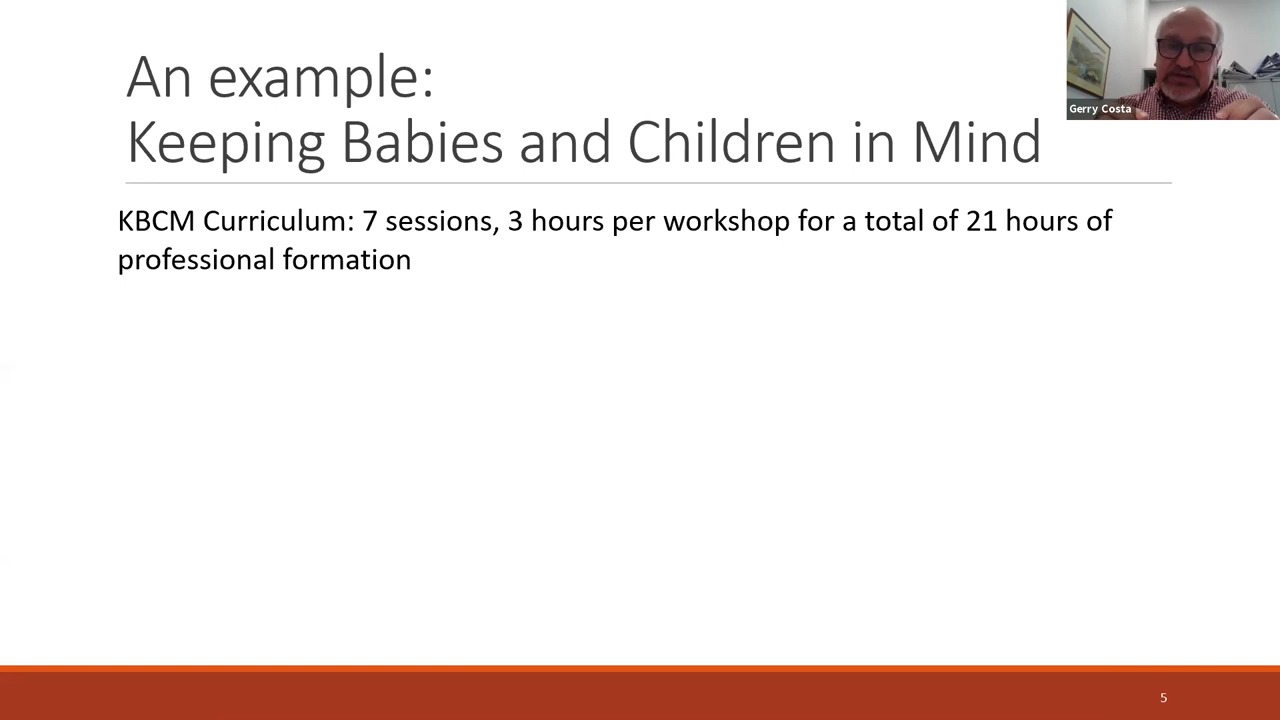 An example:
Keeping Babies and Children in Mind
Gerry Costa
KBCM Curriculum: 7 sessions, 3 hours per workshop for a total of 21 hours of
professional formation
5